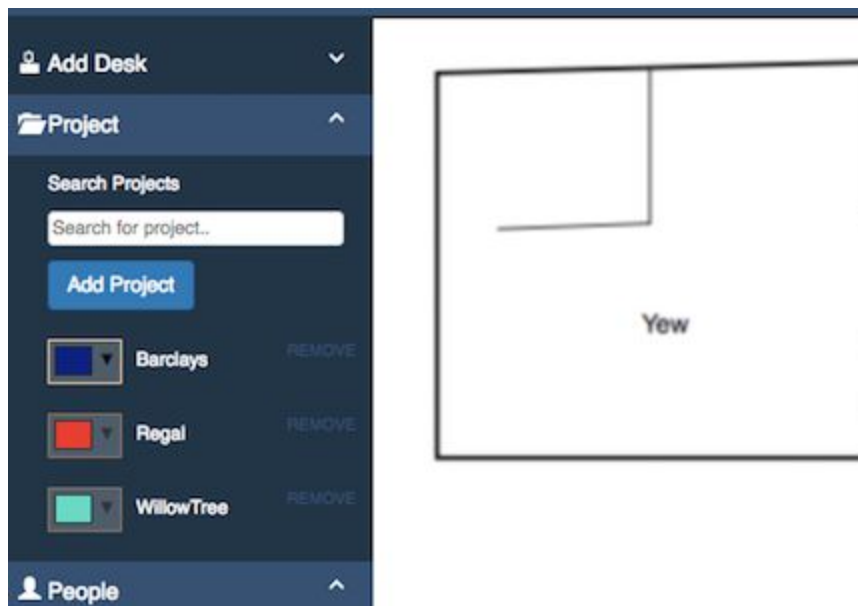 Add Desk
Project
Search Projects
Search for project..
Add Project
Barclays REMOVE
Regal REMOVE
WillowTree REMOVE
People
Yew